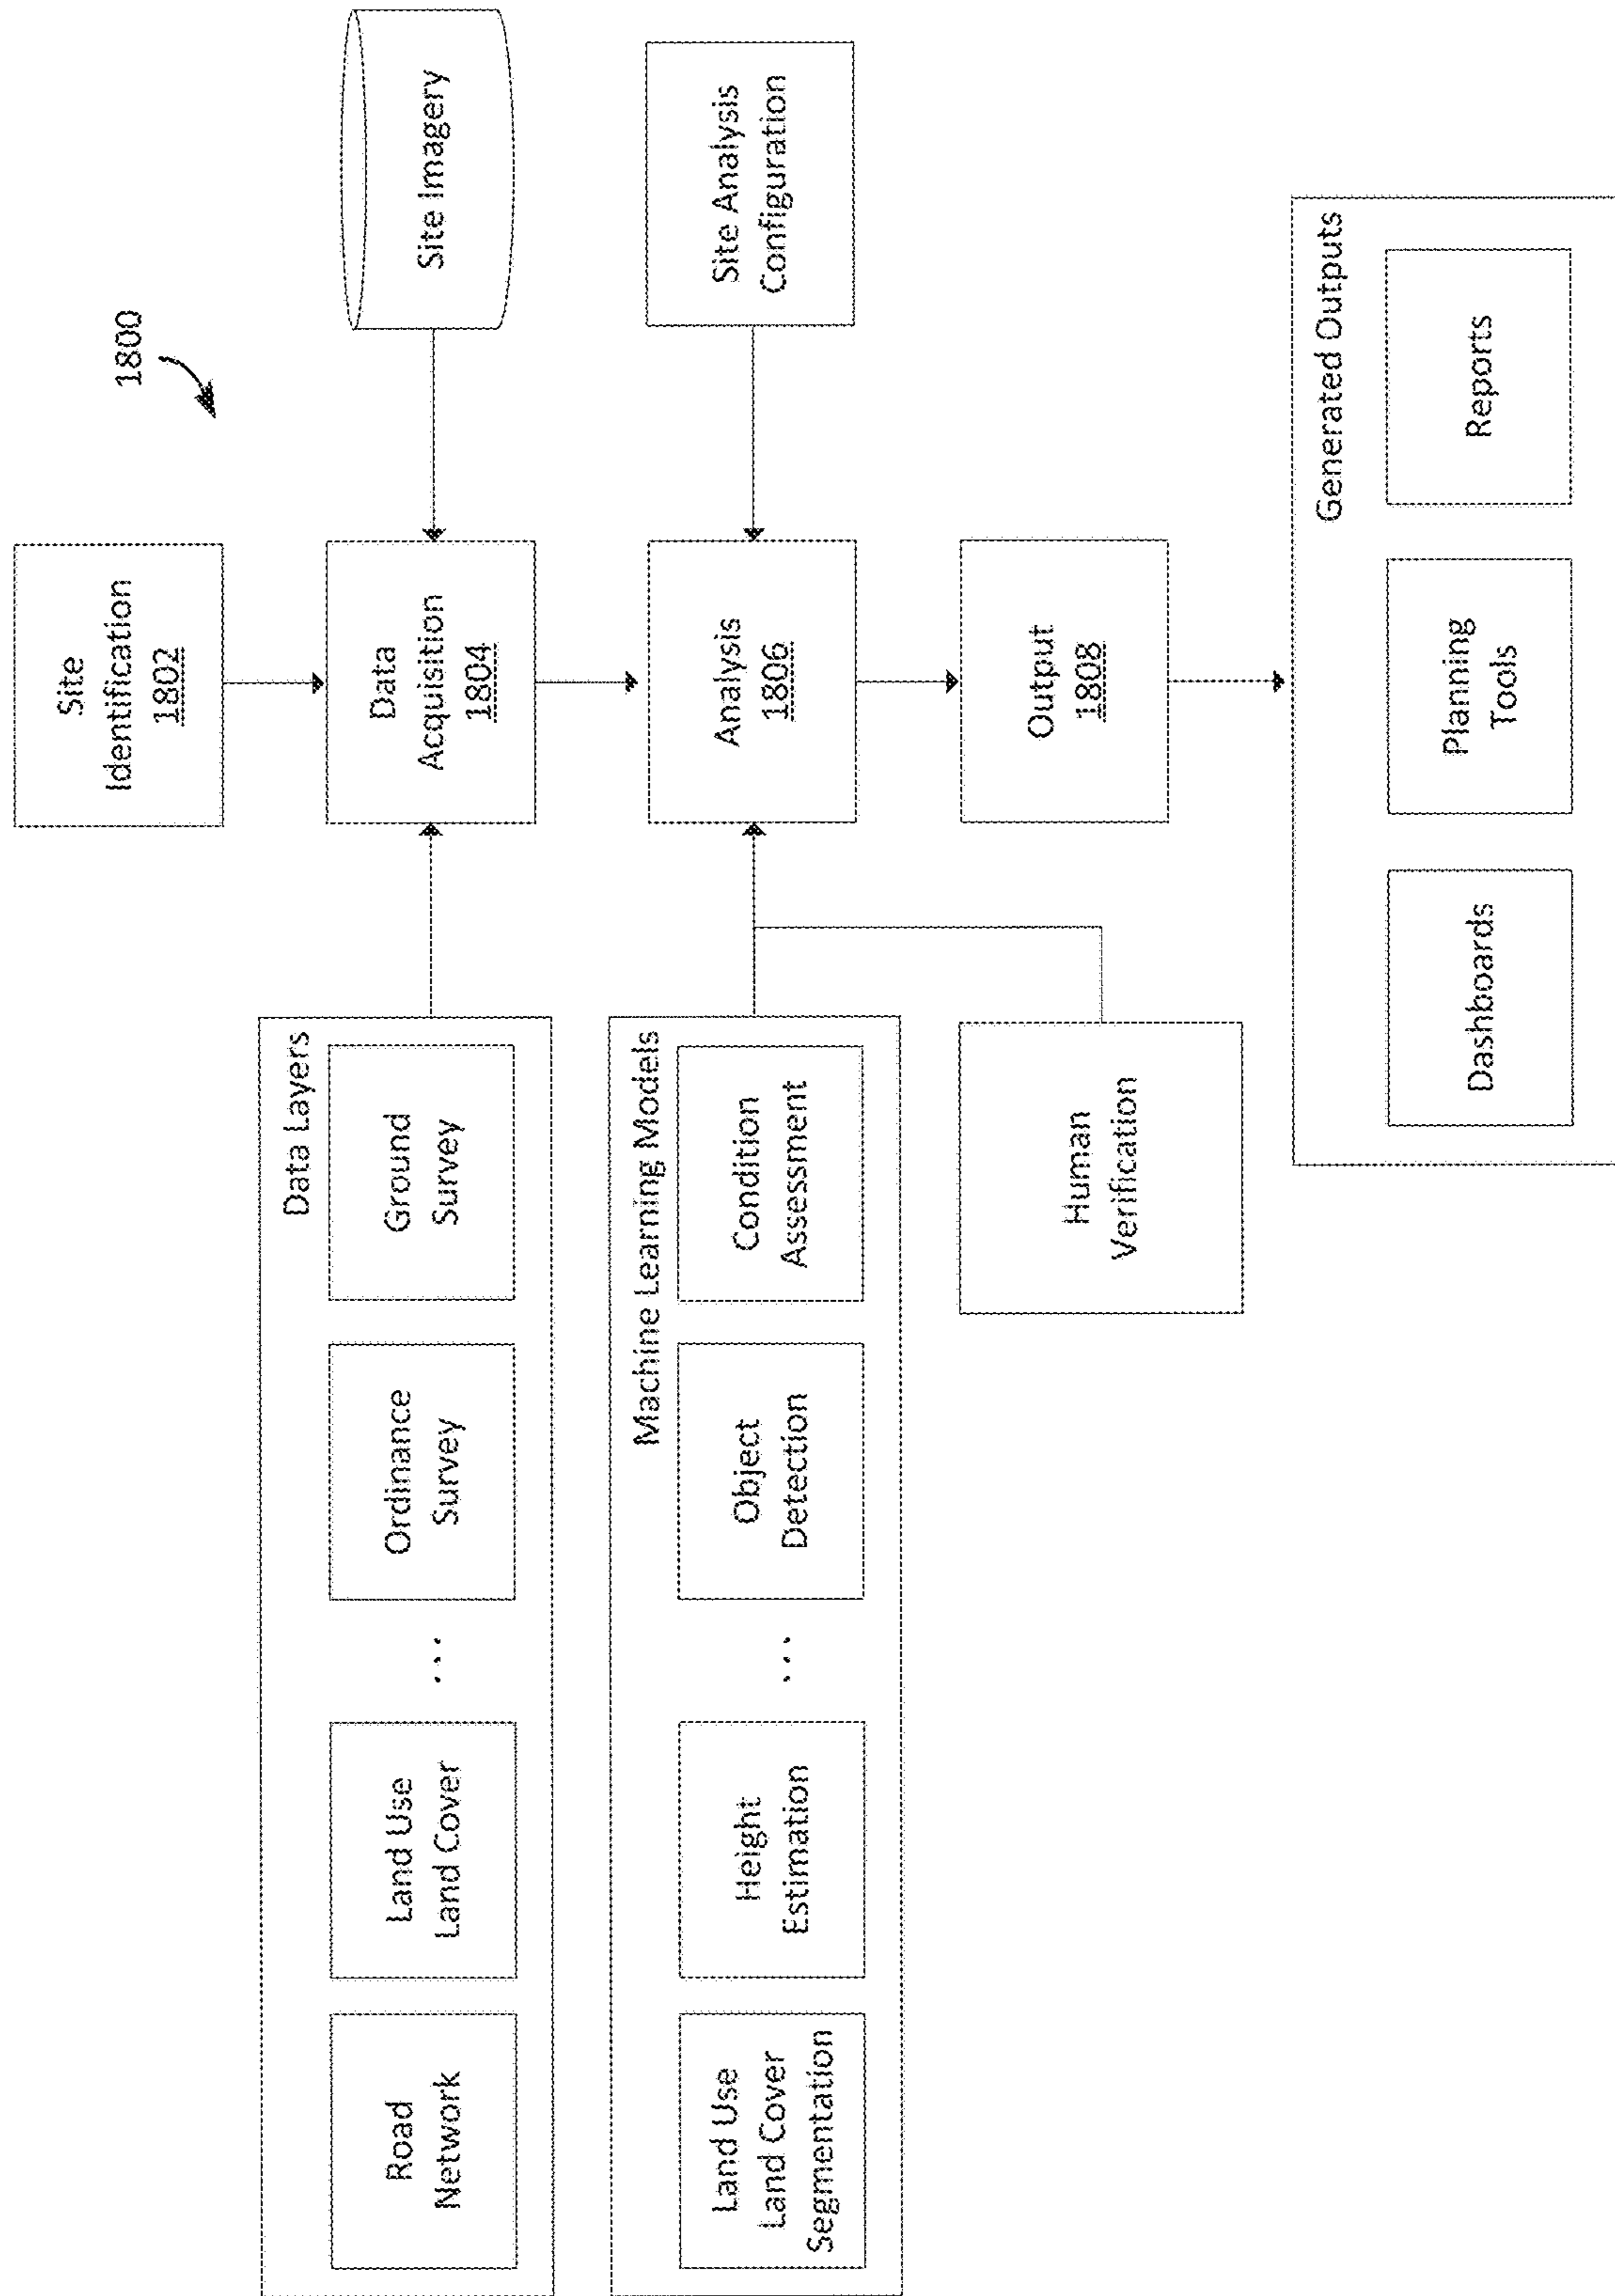 1800
Site
Identification
1802
Data Layers
Road
Network
Land Use
Land Cover
...
Ordinance
Survey
Ground
Survey
Data
Acquisition
1804
Site Imagery
Machine Learning Models
Land Use
Land Cover
Segmentation
Height
Estimation
...
Object
Detection
Condition
Assessment
Analysis
1806
Site Analysis
Configuration
Human
Verification
Output
1808
Generated Outputs
Dashboards
Planning
Tools
Reports